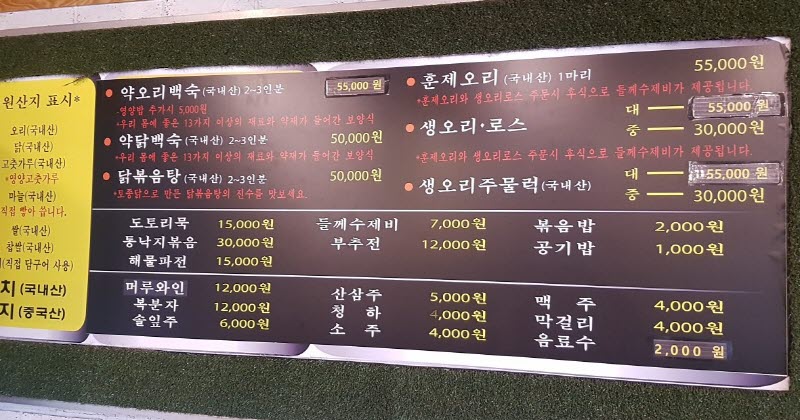 원산지 표시*
오리(국내산)
닭(국내산)
고춧가루(국내산)
*영양고춧가루
마늘(국내산)
직접 빻아 씁니다.
쌀(국내산)
찹쌀(국내산)
(직접 담구어 사용)
치(국내산)
지(중국산)
약오리백숙(국내산) 2~3인분 55,000 원
영양밥 추가시 5,000원
*우리 몸에 좋은 13가지 이상의 재료와 약재가 들어간 보양식
약닭백숙(국내산) 2~3인분 50,000원
*우리 몸에 좋은 13가지 이상의 재료와 약재가 들어간 보양식
닭볶음탕(국내산) 2~3인분 50,000원
*토종닭으로 만든 닭볶음탕의 진수를 맛보세요.
훈제오리(국내산) 1마리 55,000원
*훈제오리와 생오리로스 주문시 후식으로 들깨수제비가 제공됩니다.
생오리·로스
대 55,000 원
중 30,000원
*훈제오리와 생오리로스 주문시 후식으로 들깨수제비가 제공됩니다.
생오리주물럭(국내산)
대 55,000 원
중 30,000원
도토리묵 15,000원
통낙지볶음 30,000원
해물파전 15,000원
들깨수제비 7,000원
부추전 12,000원
볶음밥 2,000원
공기밥 1,000원
머루와인 12,000원
복분자 12,000원
솔잎주 6,000원
산삼주 5,000원
청하 4,000원
소주 4,000원
맥주 4,000원
막걸리 4,000원
음료수 2,000 원